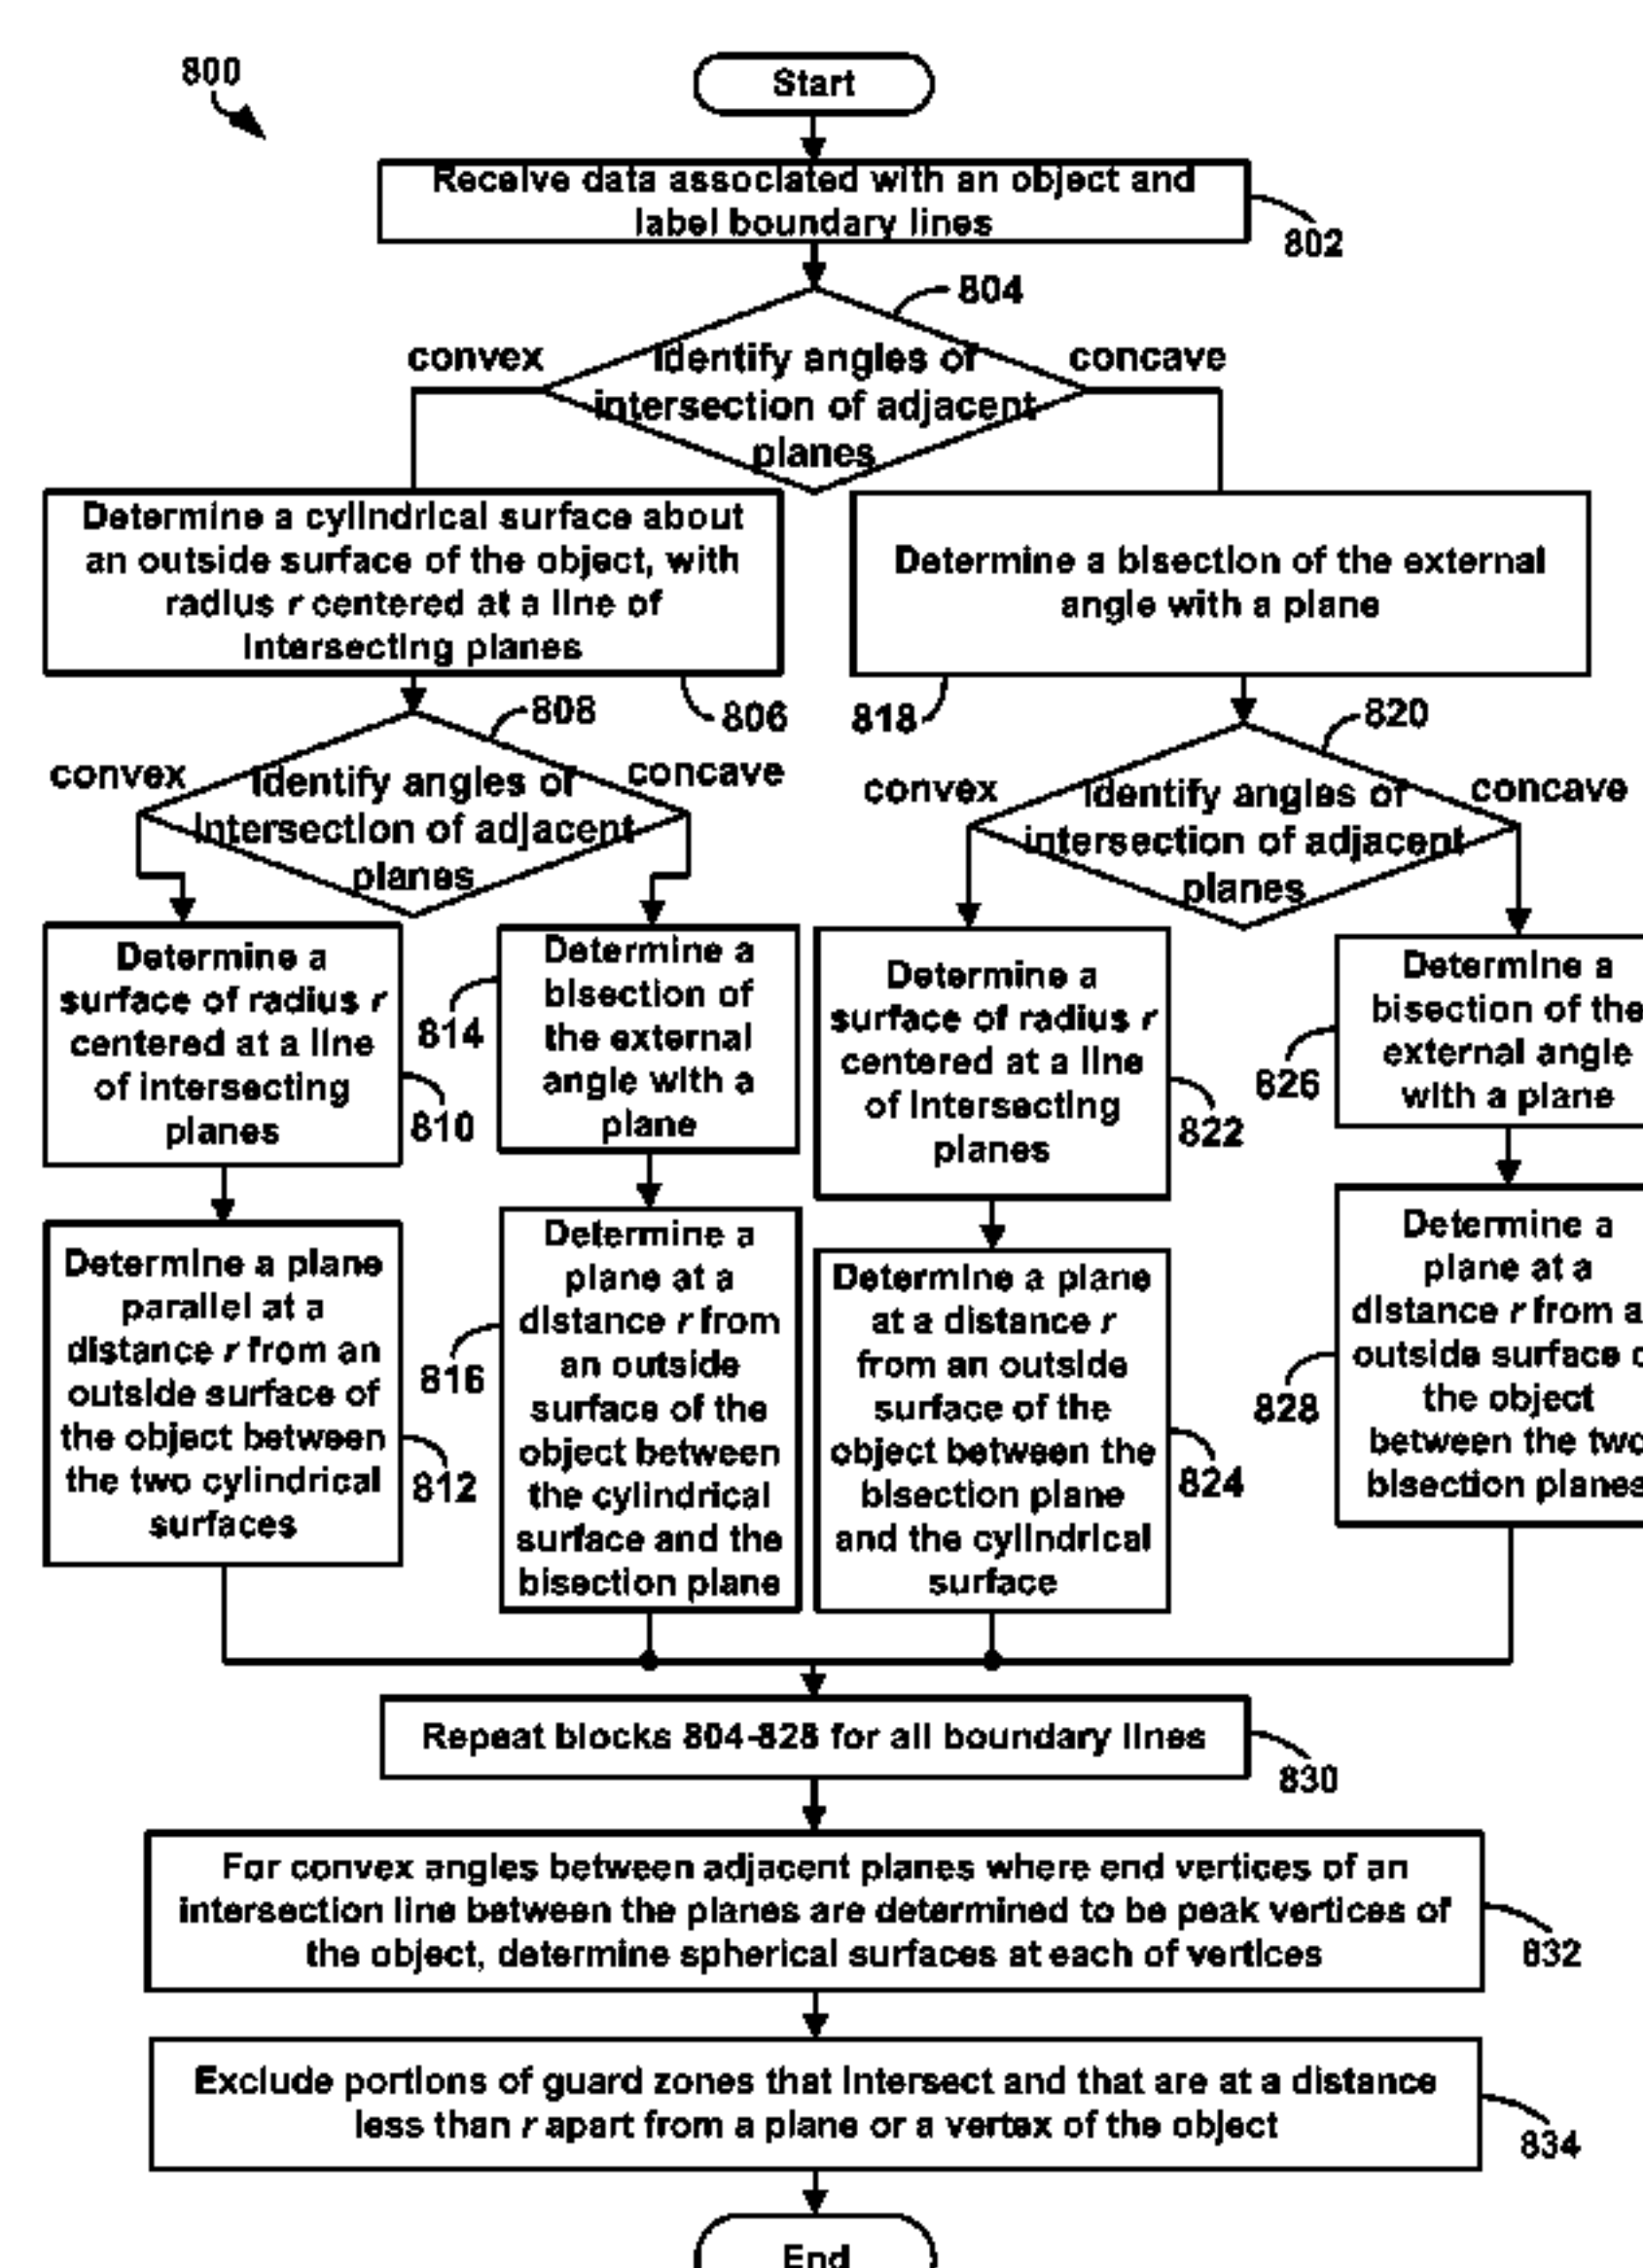 800
Start
Receive data associated with an object and
label boundary lines
802
804
convex
concave
Identify angles of
intersection of adjacent
planes
Determine a cylindrical surface about
an outside surface of the object, with
radius r centered at a line of
intersecting planes
806
Determine a bisection of the external
angle with a plane
818
808
convex
concave
Identify angles of
intersection of adjacent
planes
820
convex
concave
Identify angles of
intersection of adjacent
planes
Determine a
surface of radius r
centered at a line
of intersecting
planes
810
Determine a
bisection of
the external
angle with a
plane
814
Determine a
surface of radius r
centered at a line
of intersecting
planes
822
Determine a
bisection of the
external angle
with a plane
826
Determine a plane
parallel at a
distance r from an
outside surface of
the object between
the two cylindrical
surfaces
812
Determine a
plane at a
distance r from
an outside
surface of the
object between
the cylindrical
surface and the
bisection plane
816
Determine a plane
at a distance r
from an outside
surface of the
object between the
bisection plane
and the cylindrical
surface
824
Determine a
plane at a
distance r from
outside surface
the object
between the two
bisection planes
828
Repeat blocks 804-828 for all boundary lines
830
For convex angles between adjacent planes where end vertices of an
intersection line between the planes are determined to be peak vertices of
the object, determine spherical surfaces at each of vertices
832
Exclude portions of guard zones that intersect and that are at a distance
less than r apart from a plane or a vertex of the object
834
End